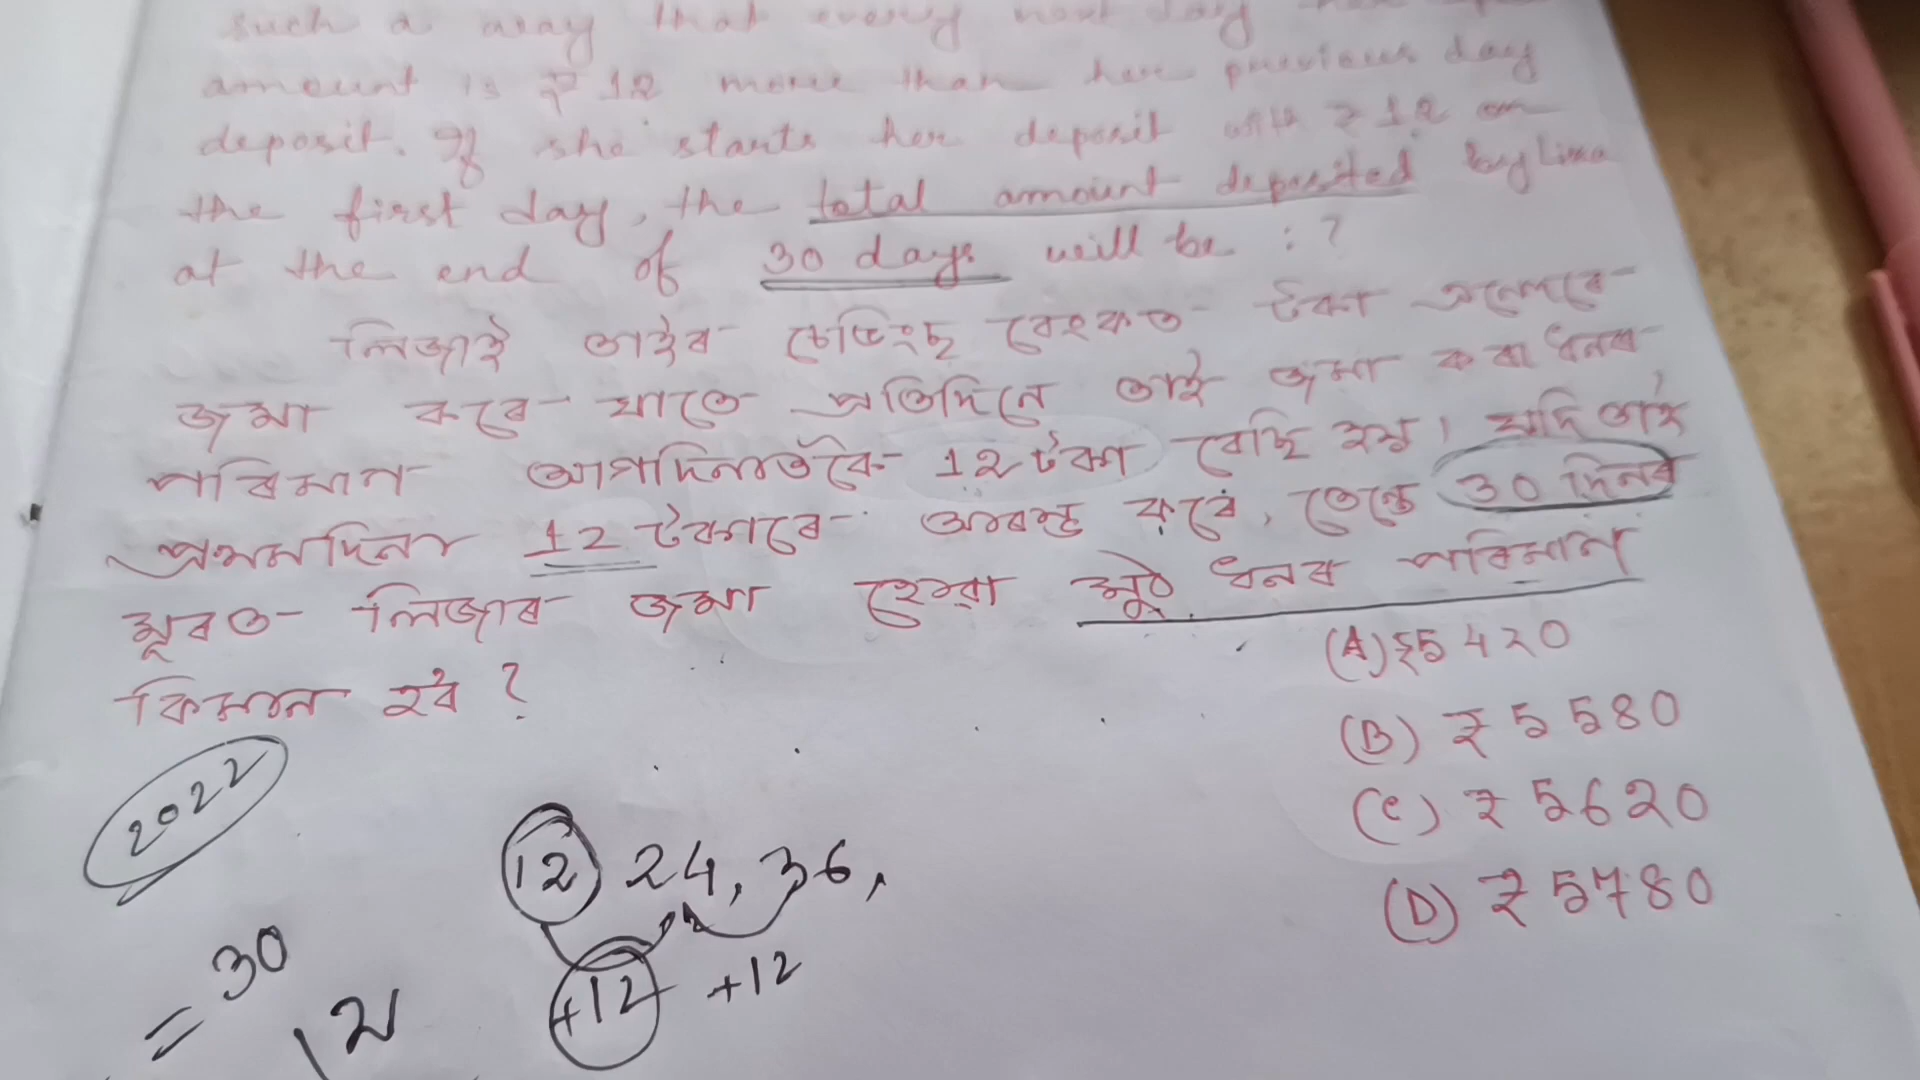 such a way that every next day
amount is ₹ 12 more than her previous day
deposit. If she starts her deposit with ₹ 12 on
the first day, the total amount deposited by Liza
at the end of 30 days will be : ?
লিজাই তাইৰ টকা এনেদৰে
জমা কৰে যাতে প্ৰতিদিনে তাই জমা কৰা ধনৰ
পৰিমাণ আগদিনাতকৈ 12 টকা বেছি হয়। যদি তাই
প্ৰথমদিনা 12 টকাৰে আৰম্ভ কৰে, তেন্তে 30 দিনৰ
মূৰত লিজাৰ জমা হোৱা মুঠ ধনৰ পৰিমাণ
কিমান হ'ব ?
(A) ₹5420
(B) ₹ 5580
(C) ₹ 5620
(D) ₹ 5780
2022
12 24, 36,
+12 +12
= 30
12